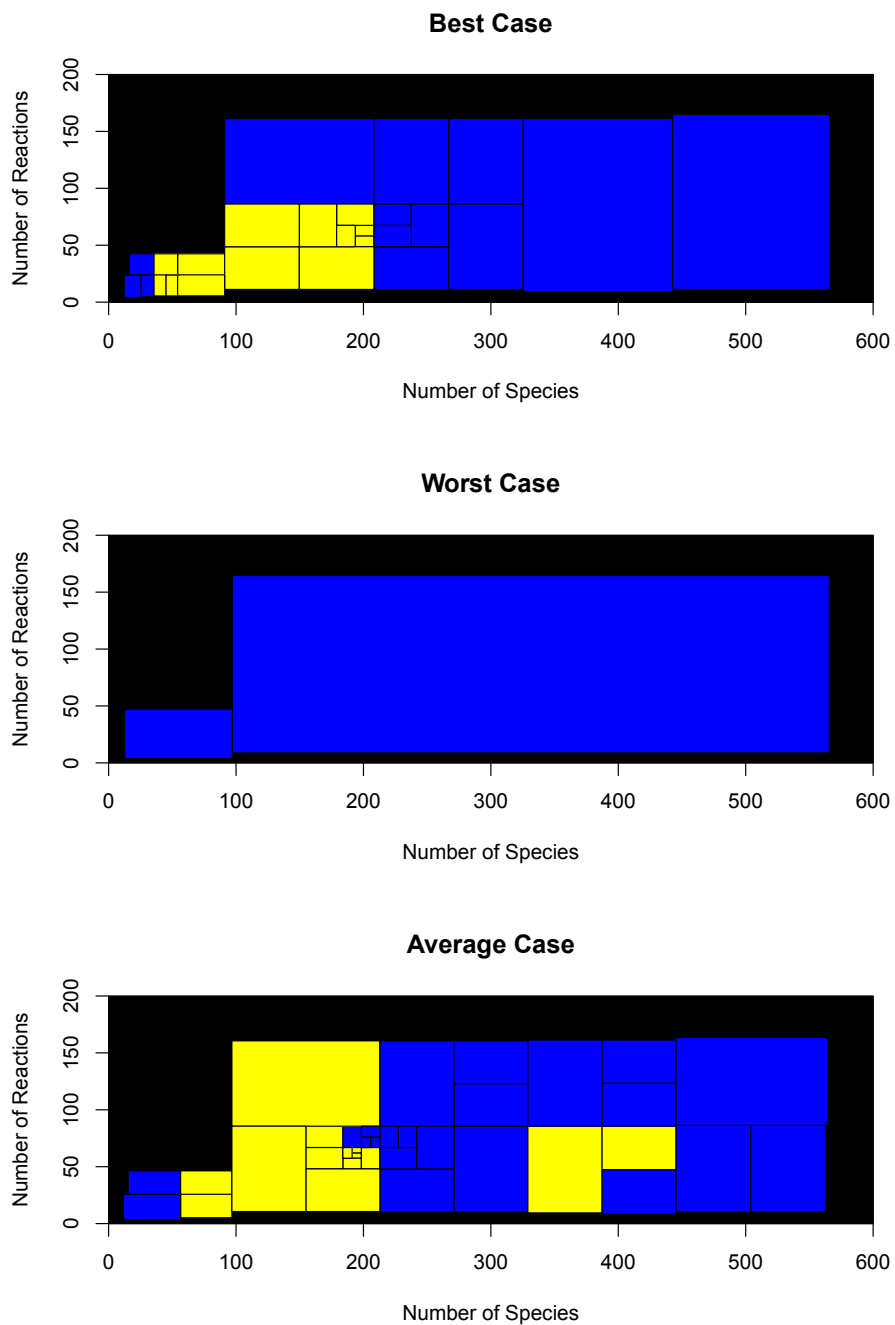 Best Case
Number of Reactions
200
150
100
50
0
0 100 200 300 400 500 600
Number of Species
Worst Case
Number of Reactions
200
150
100
50
0
0 100 200 300 400 500 600
Number of Species
Average Case
Number of Reactions
200
150
100
50
0
0 100 200 300 400 500 600
Number of Species